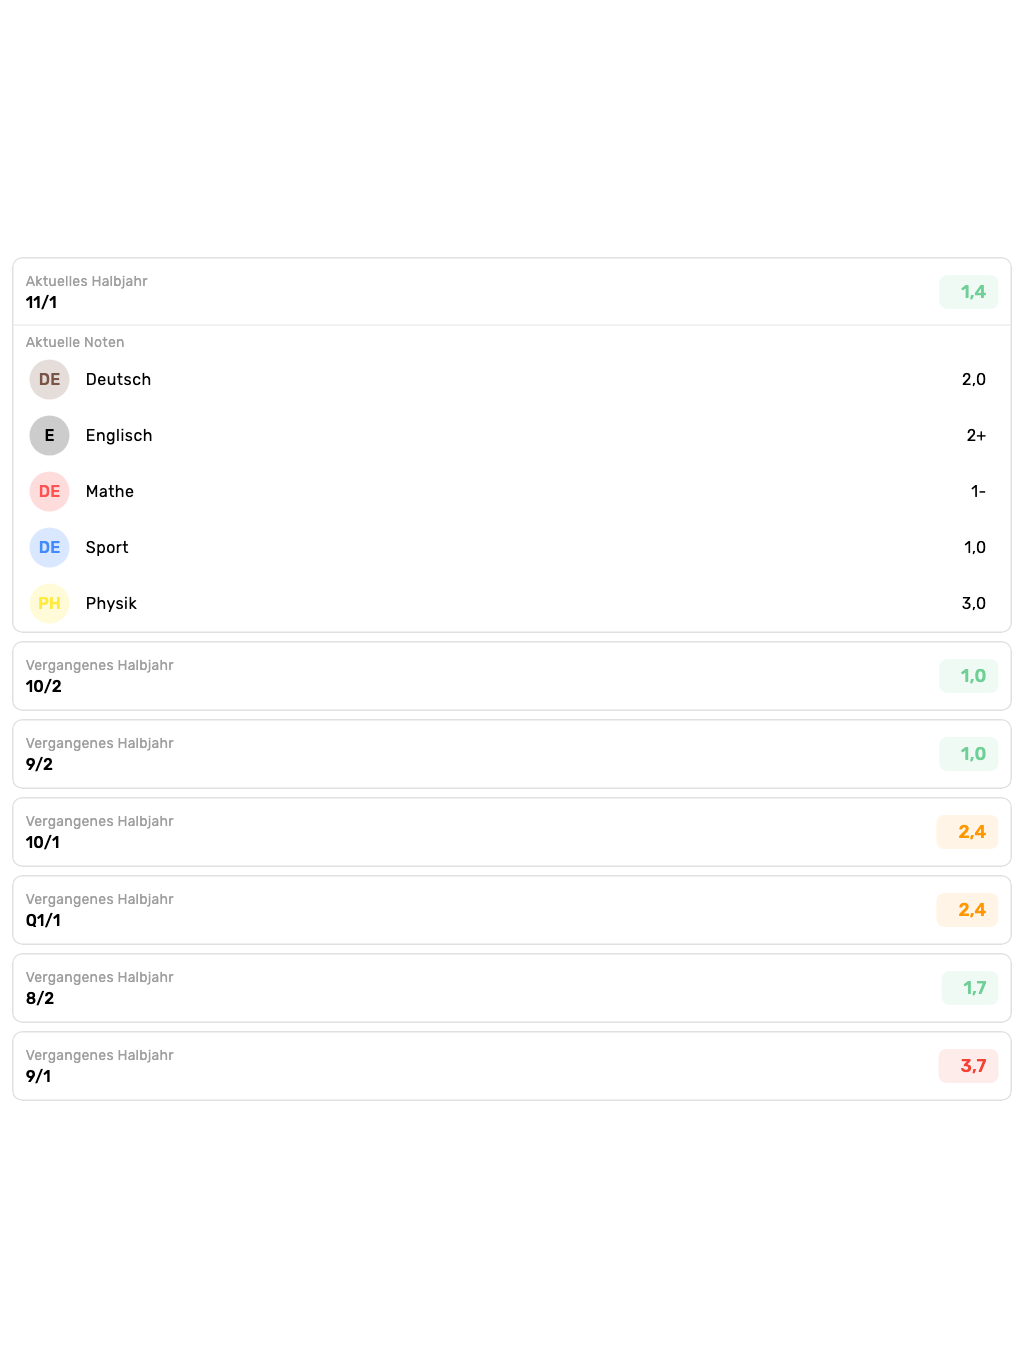 Aktuelles Halbjahr
11/1
1,4
Aktuelle Noten
DE Deutsch 2,0
E Englisch 2+
DE Mathe 1-
DE Sport 1,0
PH Physik 3,0
Vergangenes Halbjahr
10/2
1,0
Vergangenes Halbjahr
9/2
1,0
Vergangenes Halbjahr
10/1
2,4
Vergangenes Halbjahr
Q1/1
2,4
Vergangenes Halbjahr
8/2
1,7
Vergangenes Halbjahr
9/1
3,7